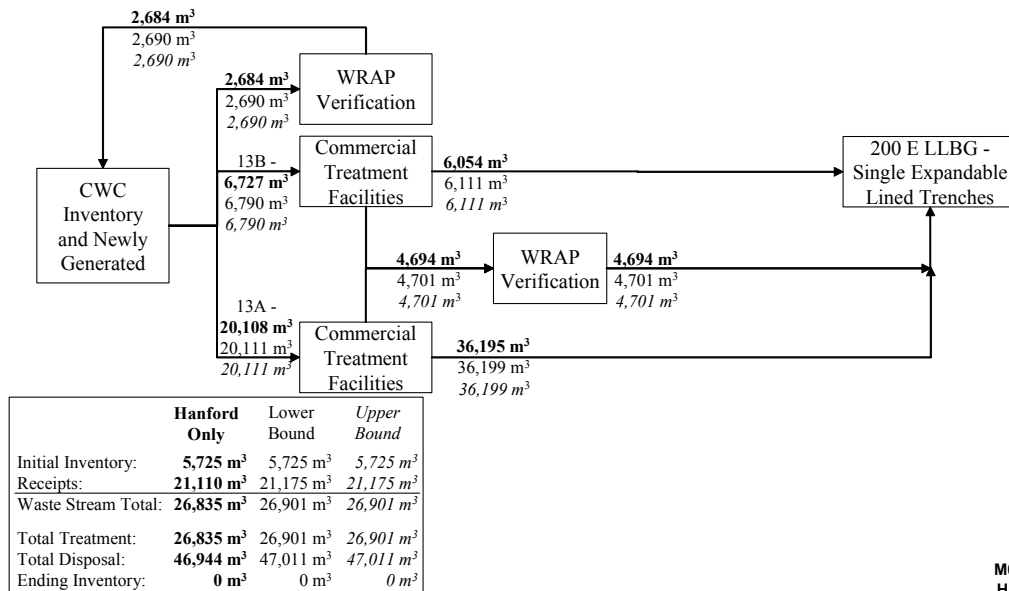 2,684 m³
2,690 m³
2,690 m³
2,684 m³
2,690 m³
2,690 m³
WRAP
Verification
13B -
6,727 m³
6,790 m³
6,790 m³
Commercial
Treatment
Facilities
6,054 m³
6,111 m³
6,111 m³
200 E LLBG -
Single Expandable
Lined Trenches
CWC
Inventory
and Newly
Generated
4,694 m³
4,701 m³
4,701 m³
WRAP
Verification
4,694 m³
4,701 m³
4,701 m³
13A -
20,108 m³
20,111 m³
20,111 m³
Commercial
Treatment
Facilities
36,195 m³
36,199 m³
36,199 m³
Hanford Lower Upper
Only Bound Bound
Initial Inventory: 5,725 m³ 5,725 m³ 5,725 m³
Receipts: 21,110 m³ 21,175 m³ 21,175 m³
Waste Stream Total: 26,835 m³ 26,901 m³ 26,901 m³
Total Treatment: 26,835 m³ 26,901 m³ 26,901 m³
Total Disposal: 46,944 m³ 47,011 m³ 47,011 m³
Ending Inventory: 0 m³ 0 m³ 0 m³